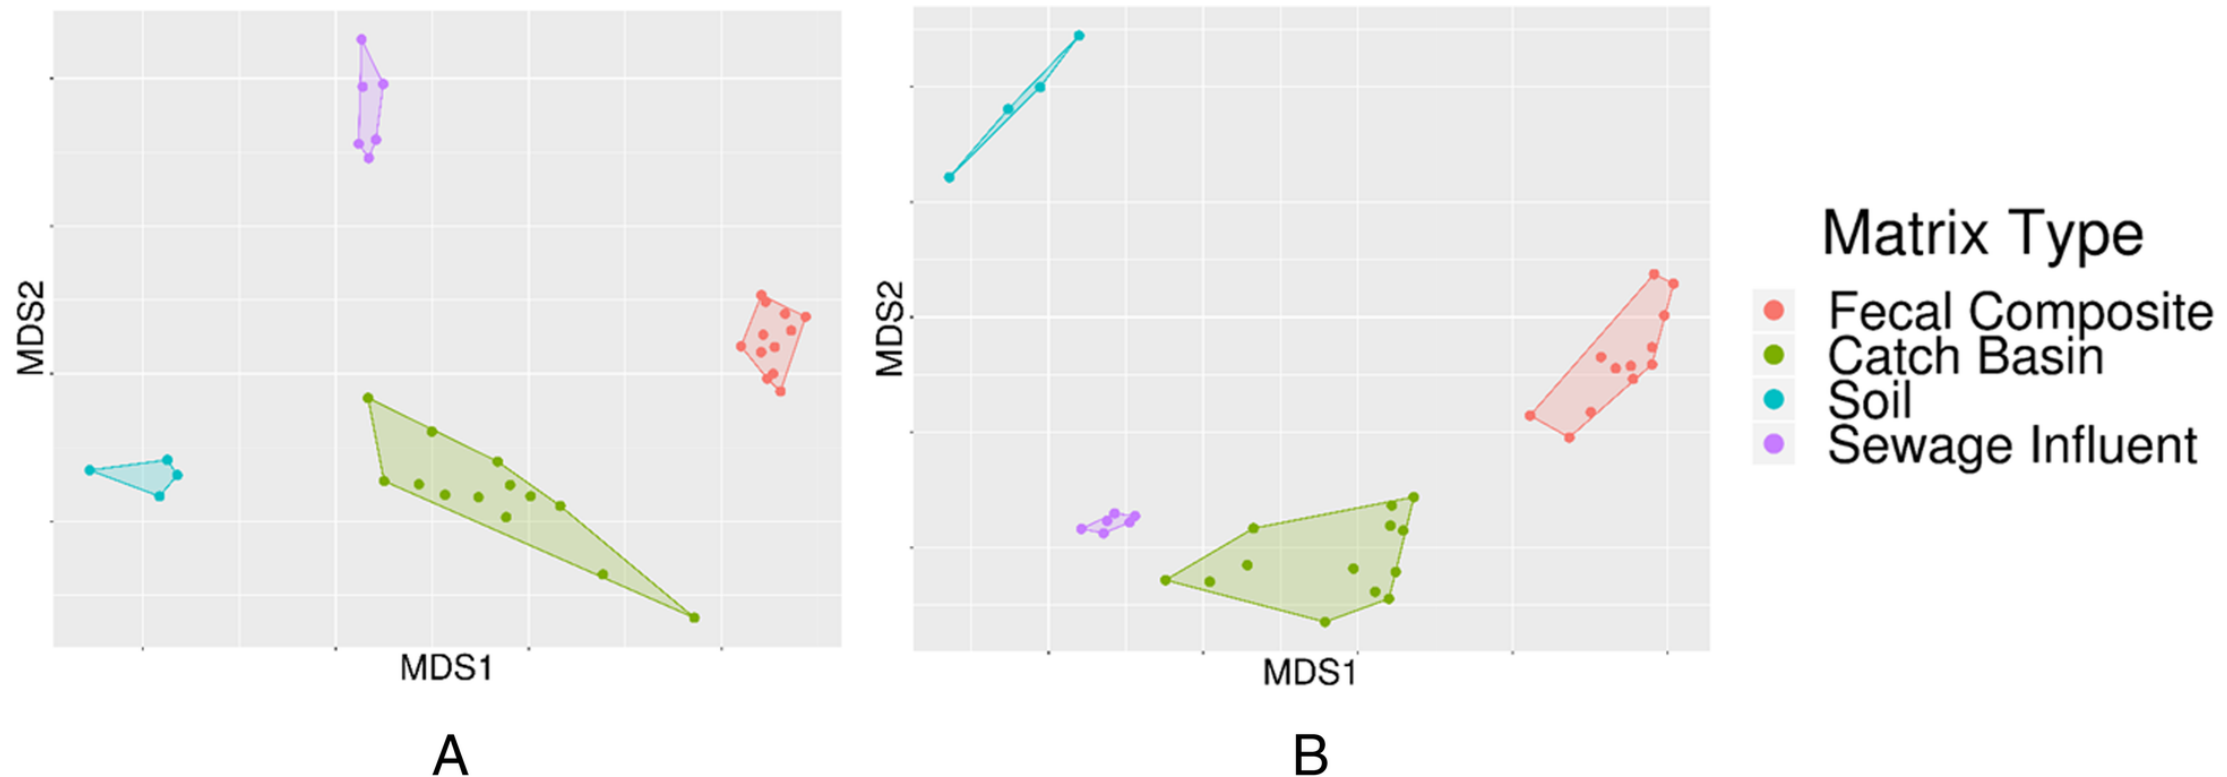 MDS2
MDS1
A
MDS2
MDS1
B
Matrix Type
Fecal Composite
Catch Basin
Soil
Sewage Influent